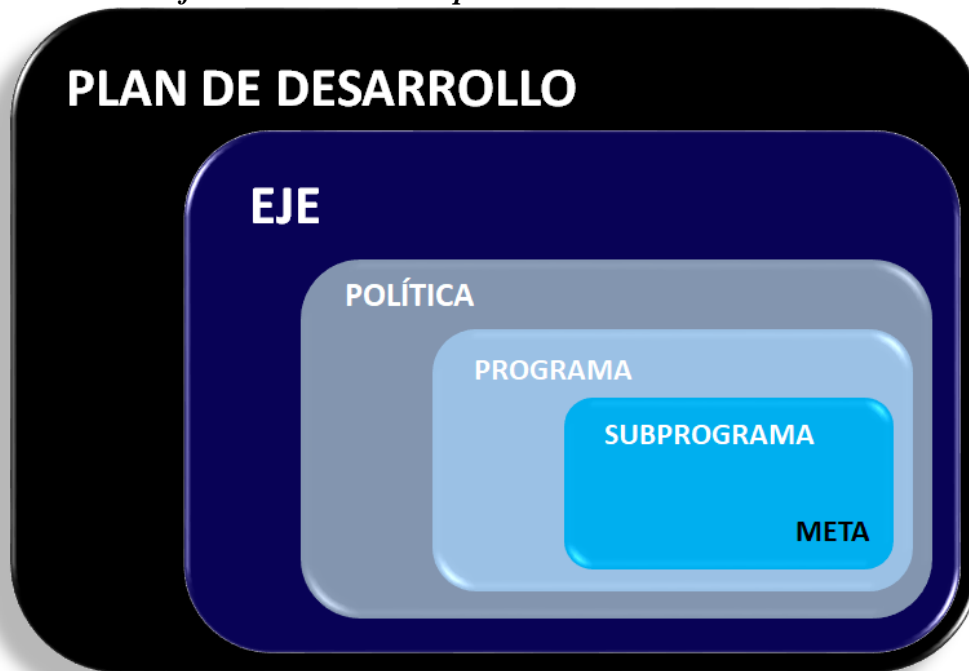 PLAN DE DESARROLLO
EJE
POLÍTICA
PROGRAMA
SUBPROGRAMA
META